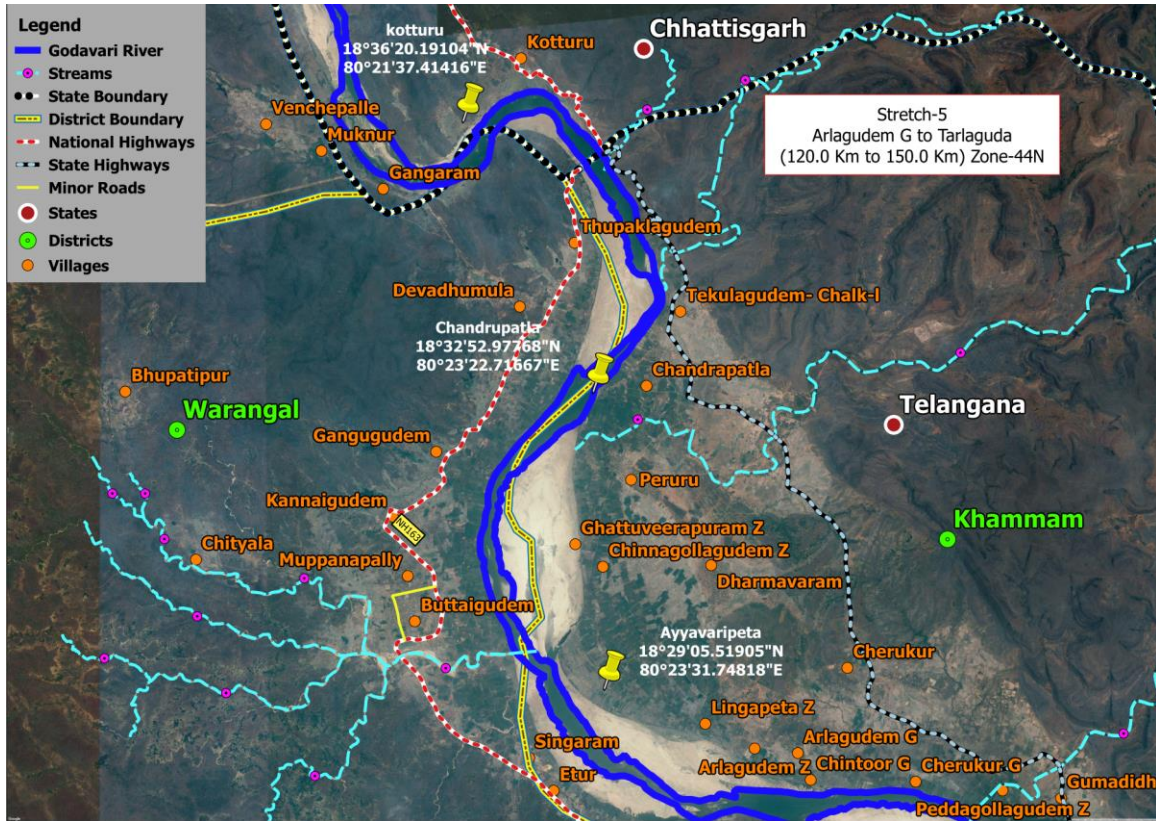 Legend
Godavari River
Streams
State Boundary
District Boundary
National Highways
State Highways
Minor Roads
States
Districts
Villages
kotturu
18°36'20.19104"N
80°21'37.41416"E
Kotturu
Chhattisgarh
Stretch-5
Arlagudem G to Tarlaguda
(120.0 Km to 150.0 Km) Zone-44N
Venchepalle
Muknur
Gangaram
Thupaklagudem
Devadhumula
Tekulagudem- Chalk-I
Chandrupatla
18°32'52.97768"N
80°23'22.71667"E
Chandrapatla
Bhupatipur
Warangal
Telangana
Gangugudem
Peruru
Kannaigudem
NH163
Ghattuveerapuram Z
Khammam
Chityala
Muppanapally
Chinnagollagudem Z
Dharmavaram
Buttaigudem
Ayyavaripeta
18°29'05.51905"N
80°23'31.74818"E
Cherukur
Lingapeta Z
Singaram
Arlagudem G
Etur
Arlagudem Z
Chintoor G
Cherukur G
Gumadidh
Peddagollagudem Z